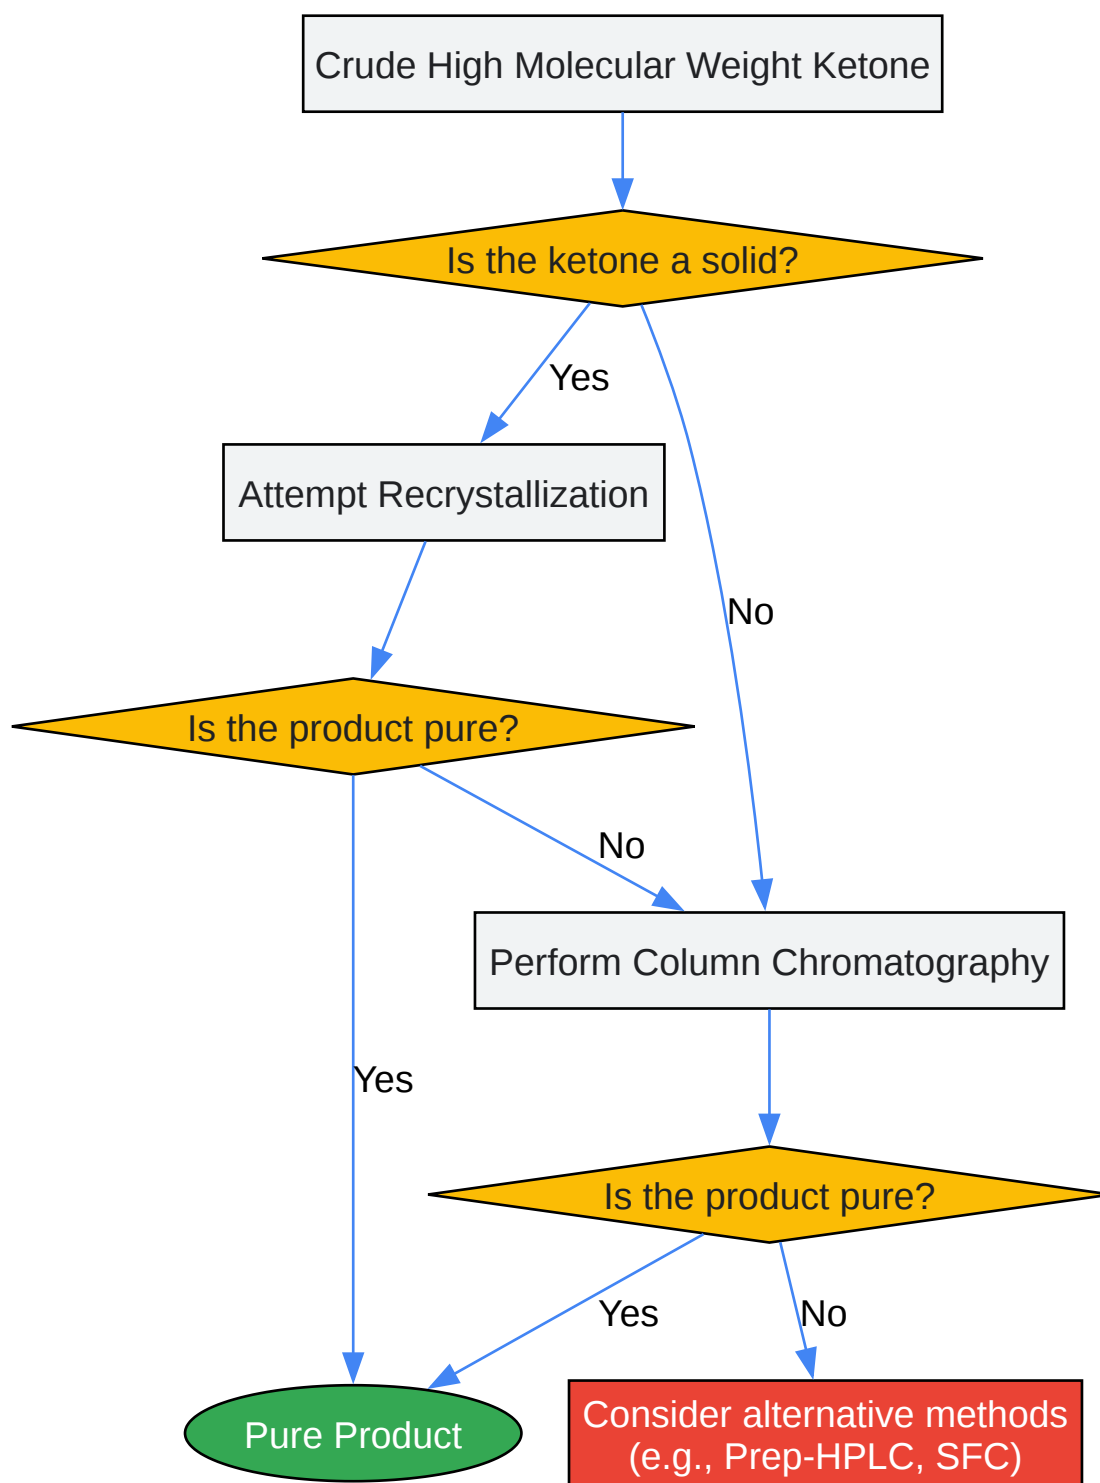 Crude High Molecular Weight Ketone
Is the ketone a solid?
Yes
Attempt Recrystallization
No
Is the product pure?
No
Perform Column Chromatography
Yes
Is the product pure?
Yes
No
Pure Product
Consider alternative methods
(e.g., Prep-HPLC, SFC)